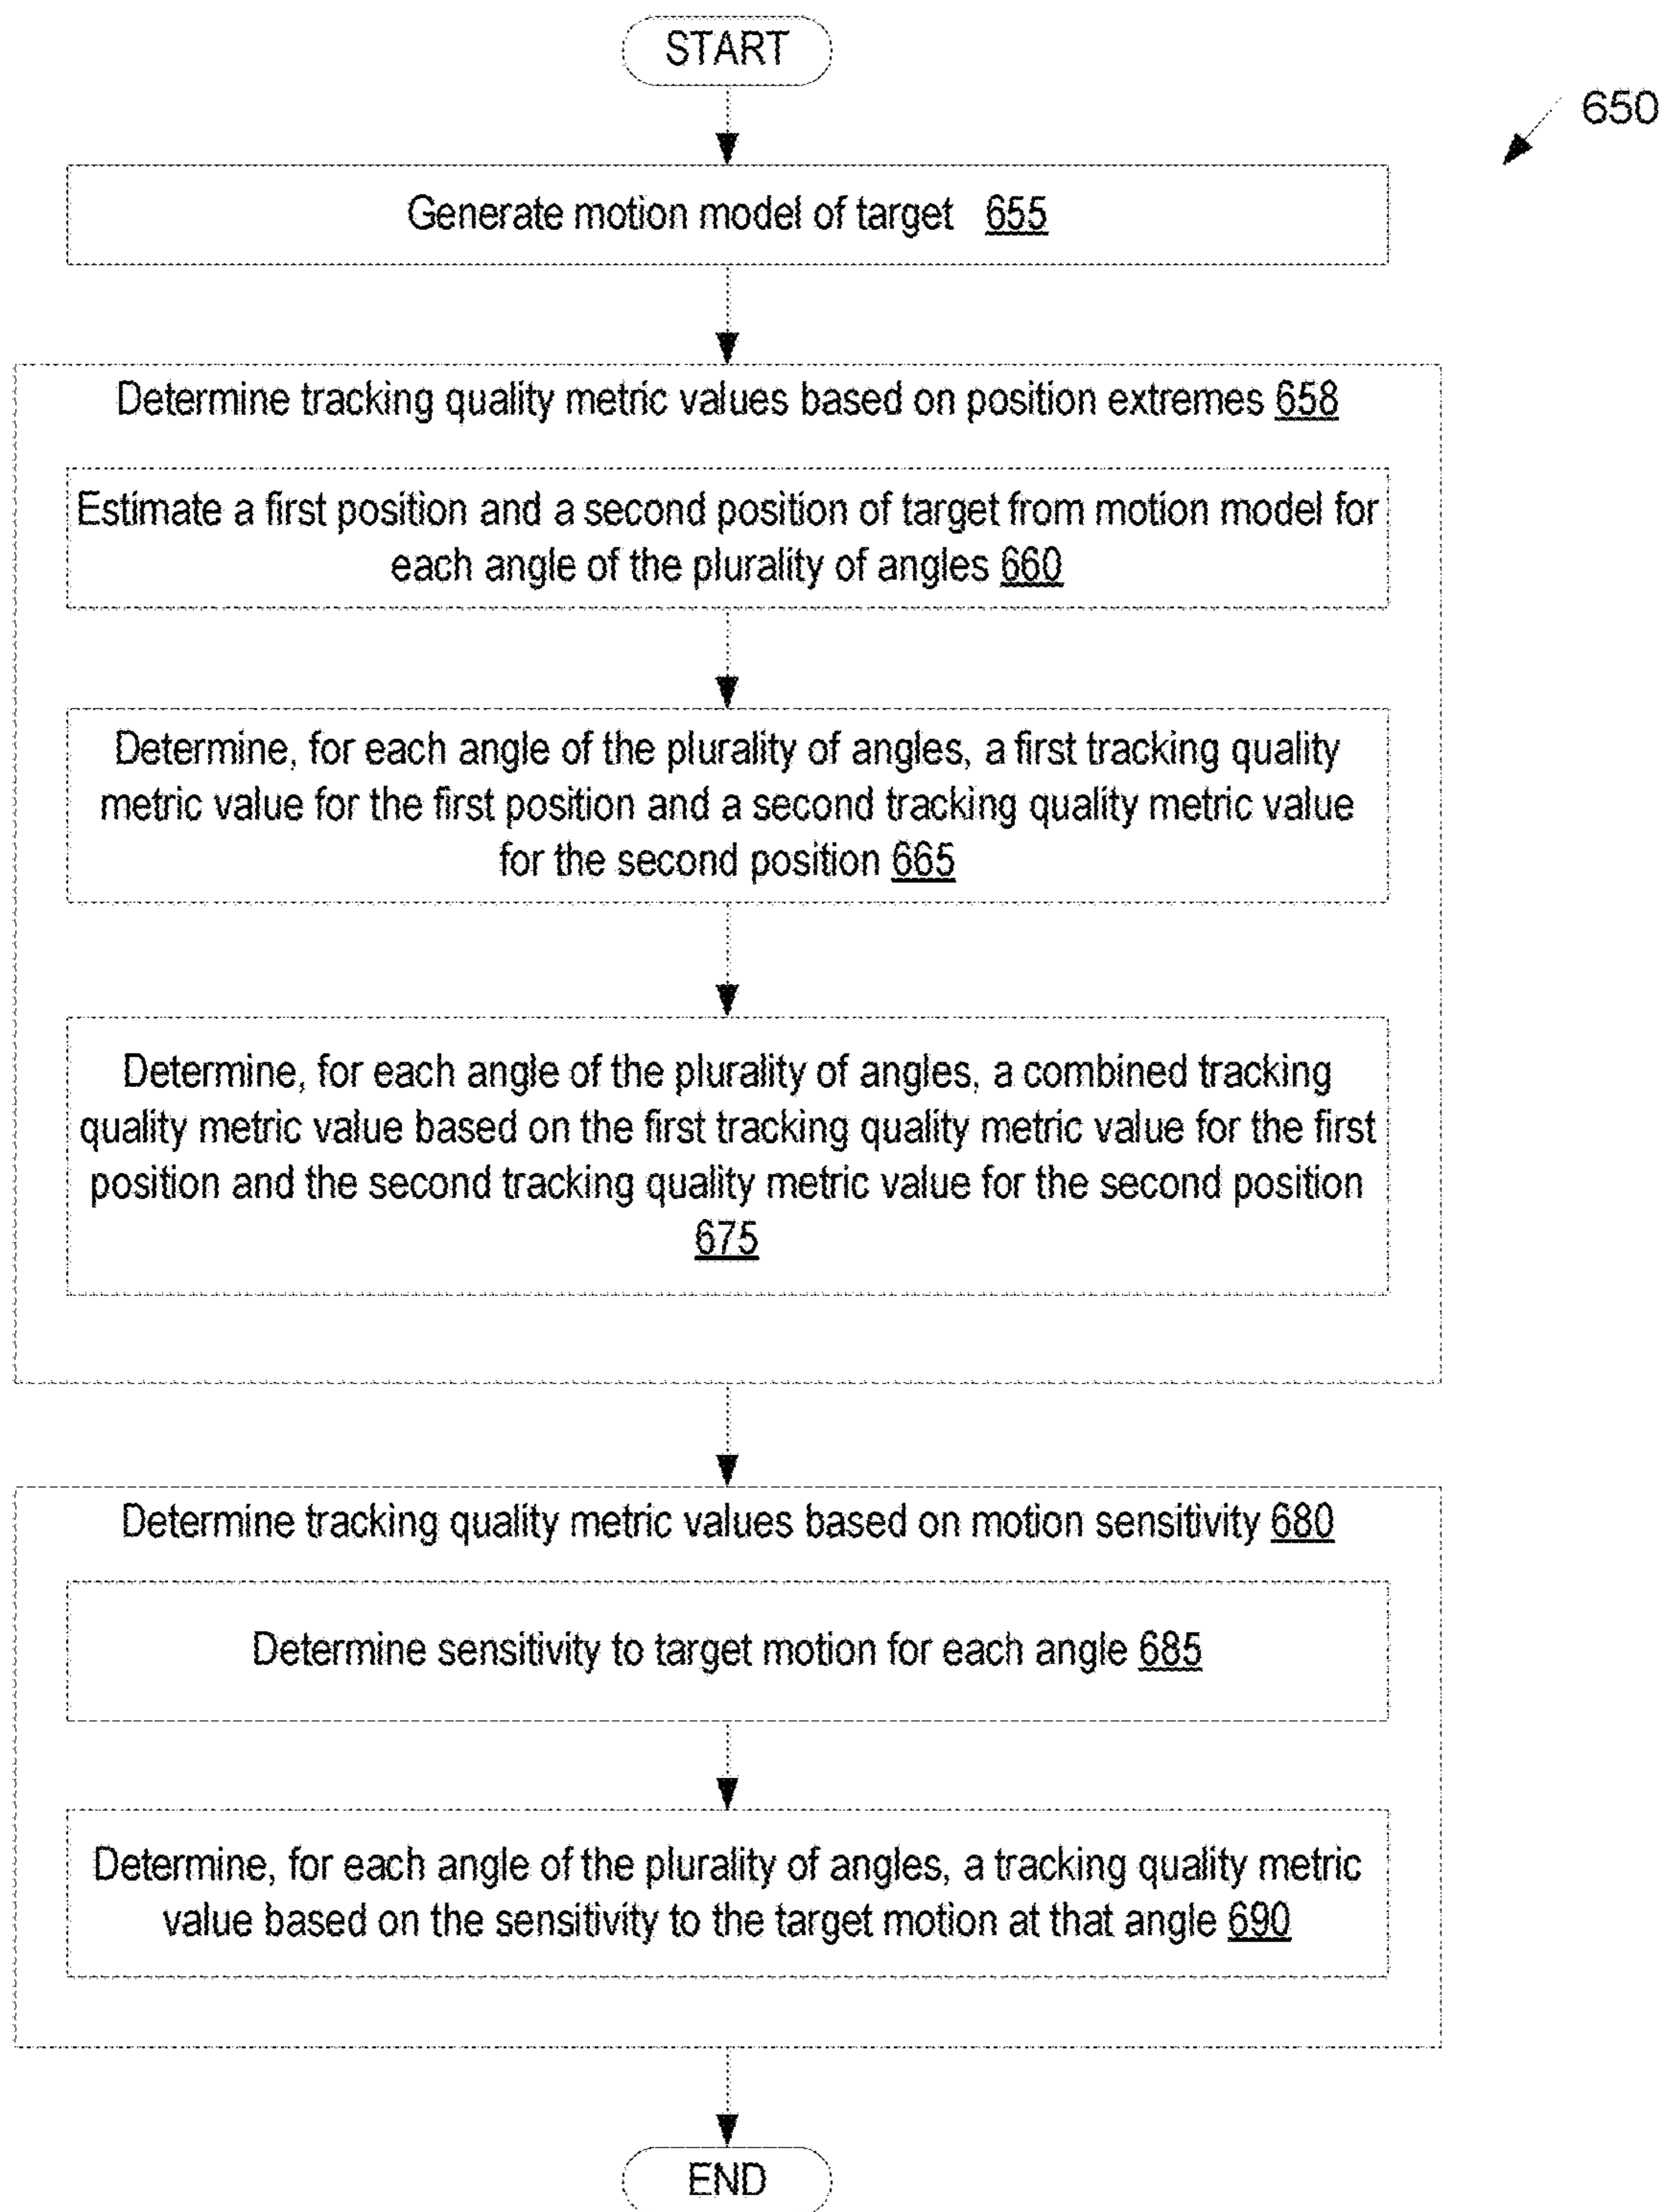 START
650
Generate motion model of target 655
Determine tracking quality metric values based on position extremes 658
Estimate a first position and a second position of target from motion model for
each angle of the plurality of angles 660
Determine, for each angle of the plurality of angles, a first tracking quality
metric value for the first position and a second tracking quality metric value
for the second position 665
Determine, for each angle of the plurality of angles, a combined tracking
quality metric value based on the first tracking quality metric value for the first
position and the second tracking quality metric value for the second position
675
Determine tracking quality metric values based on motion sensitivity 680
Determine sensitivity to target motion for each angle 685
Determine, for each angle of the plurality of angles, a tracking quality metric
value based on the sensitivity to the target motion at that angle 690
END